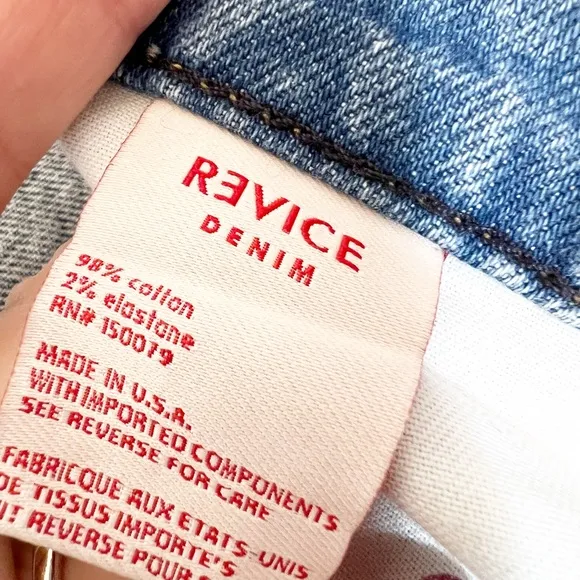 REVICE
DENIM
98% cotton
2% elastane
RN# 150079
MADE IN U.S.A.
WITH IMPORTED COMPONENTS
SEE REVERSE FOR CARE
FABRICQUE AUX ETATS-UNIS
DE TISSUS IMPORTE'S
REVERSE POUR